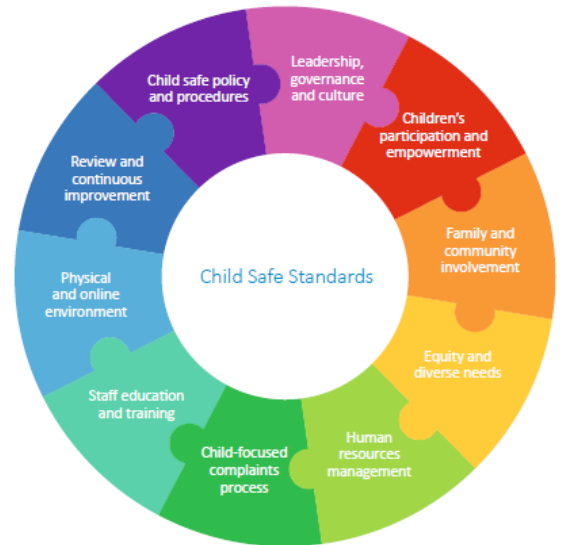 Leadership,
governance
and culture
Children's
participation and
empowerment
Family and
community
involvement
Equity and
diverse needs
Human
resources
management
Child-focused
complaints
process
Staff education
and training
Physical
and online
environment
Review and
continuous
improvement
Child safe policy
and procedures
Child Safe Standards